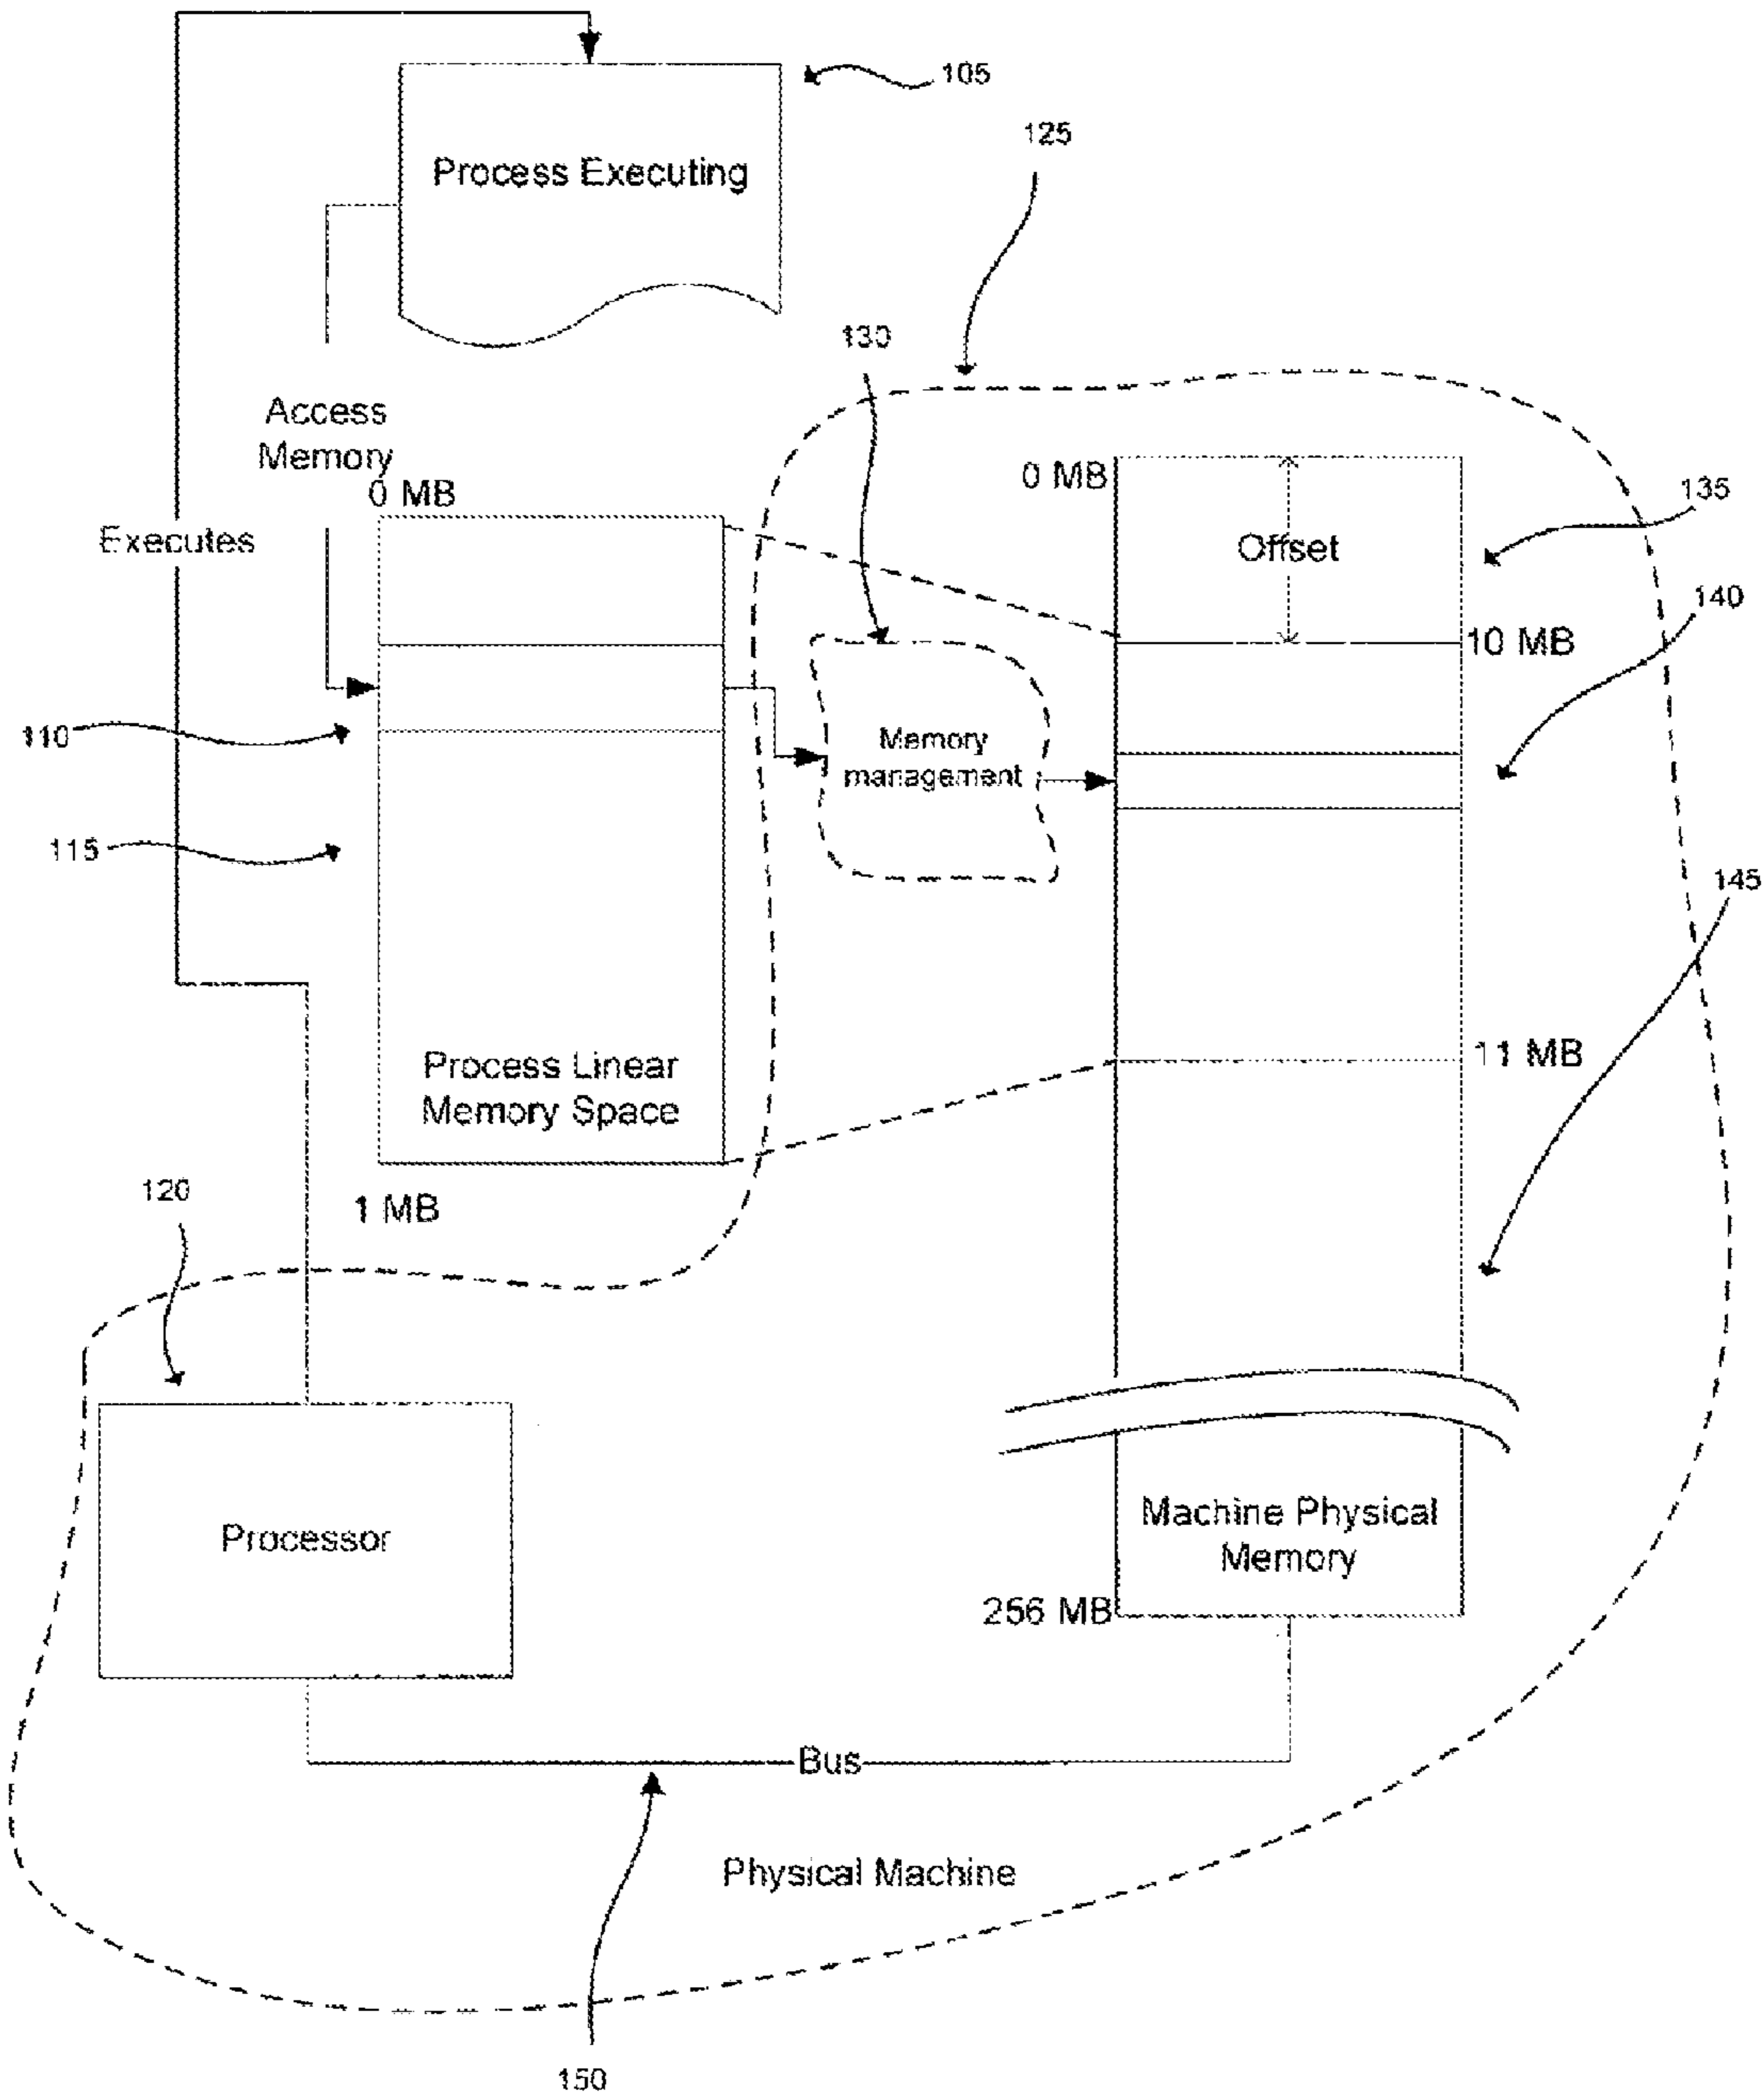 105
125
Process Executing
130
Access
Memory
0 MB
0 MB
135
Executes
Offset
140
10 MB
110
Memory
management
115
145
Process Linear
Memory Space
11 MB
120
1 MB
Processor
Machine Physical
Memory
256 MB
Bus
Physical Machine
150